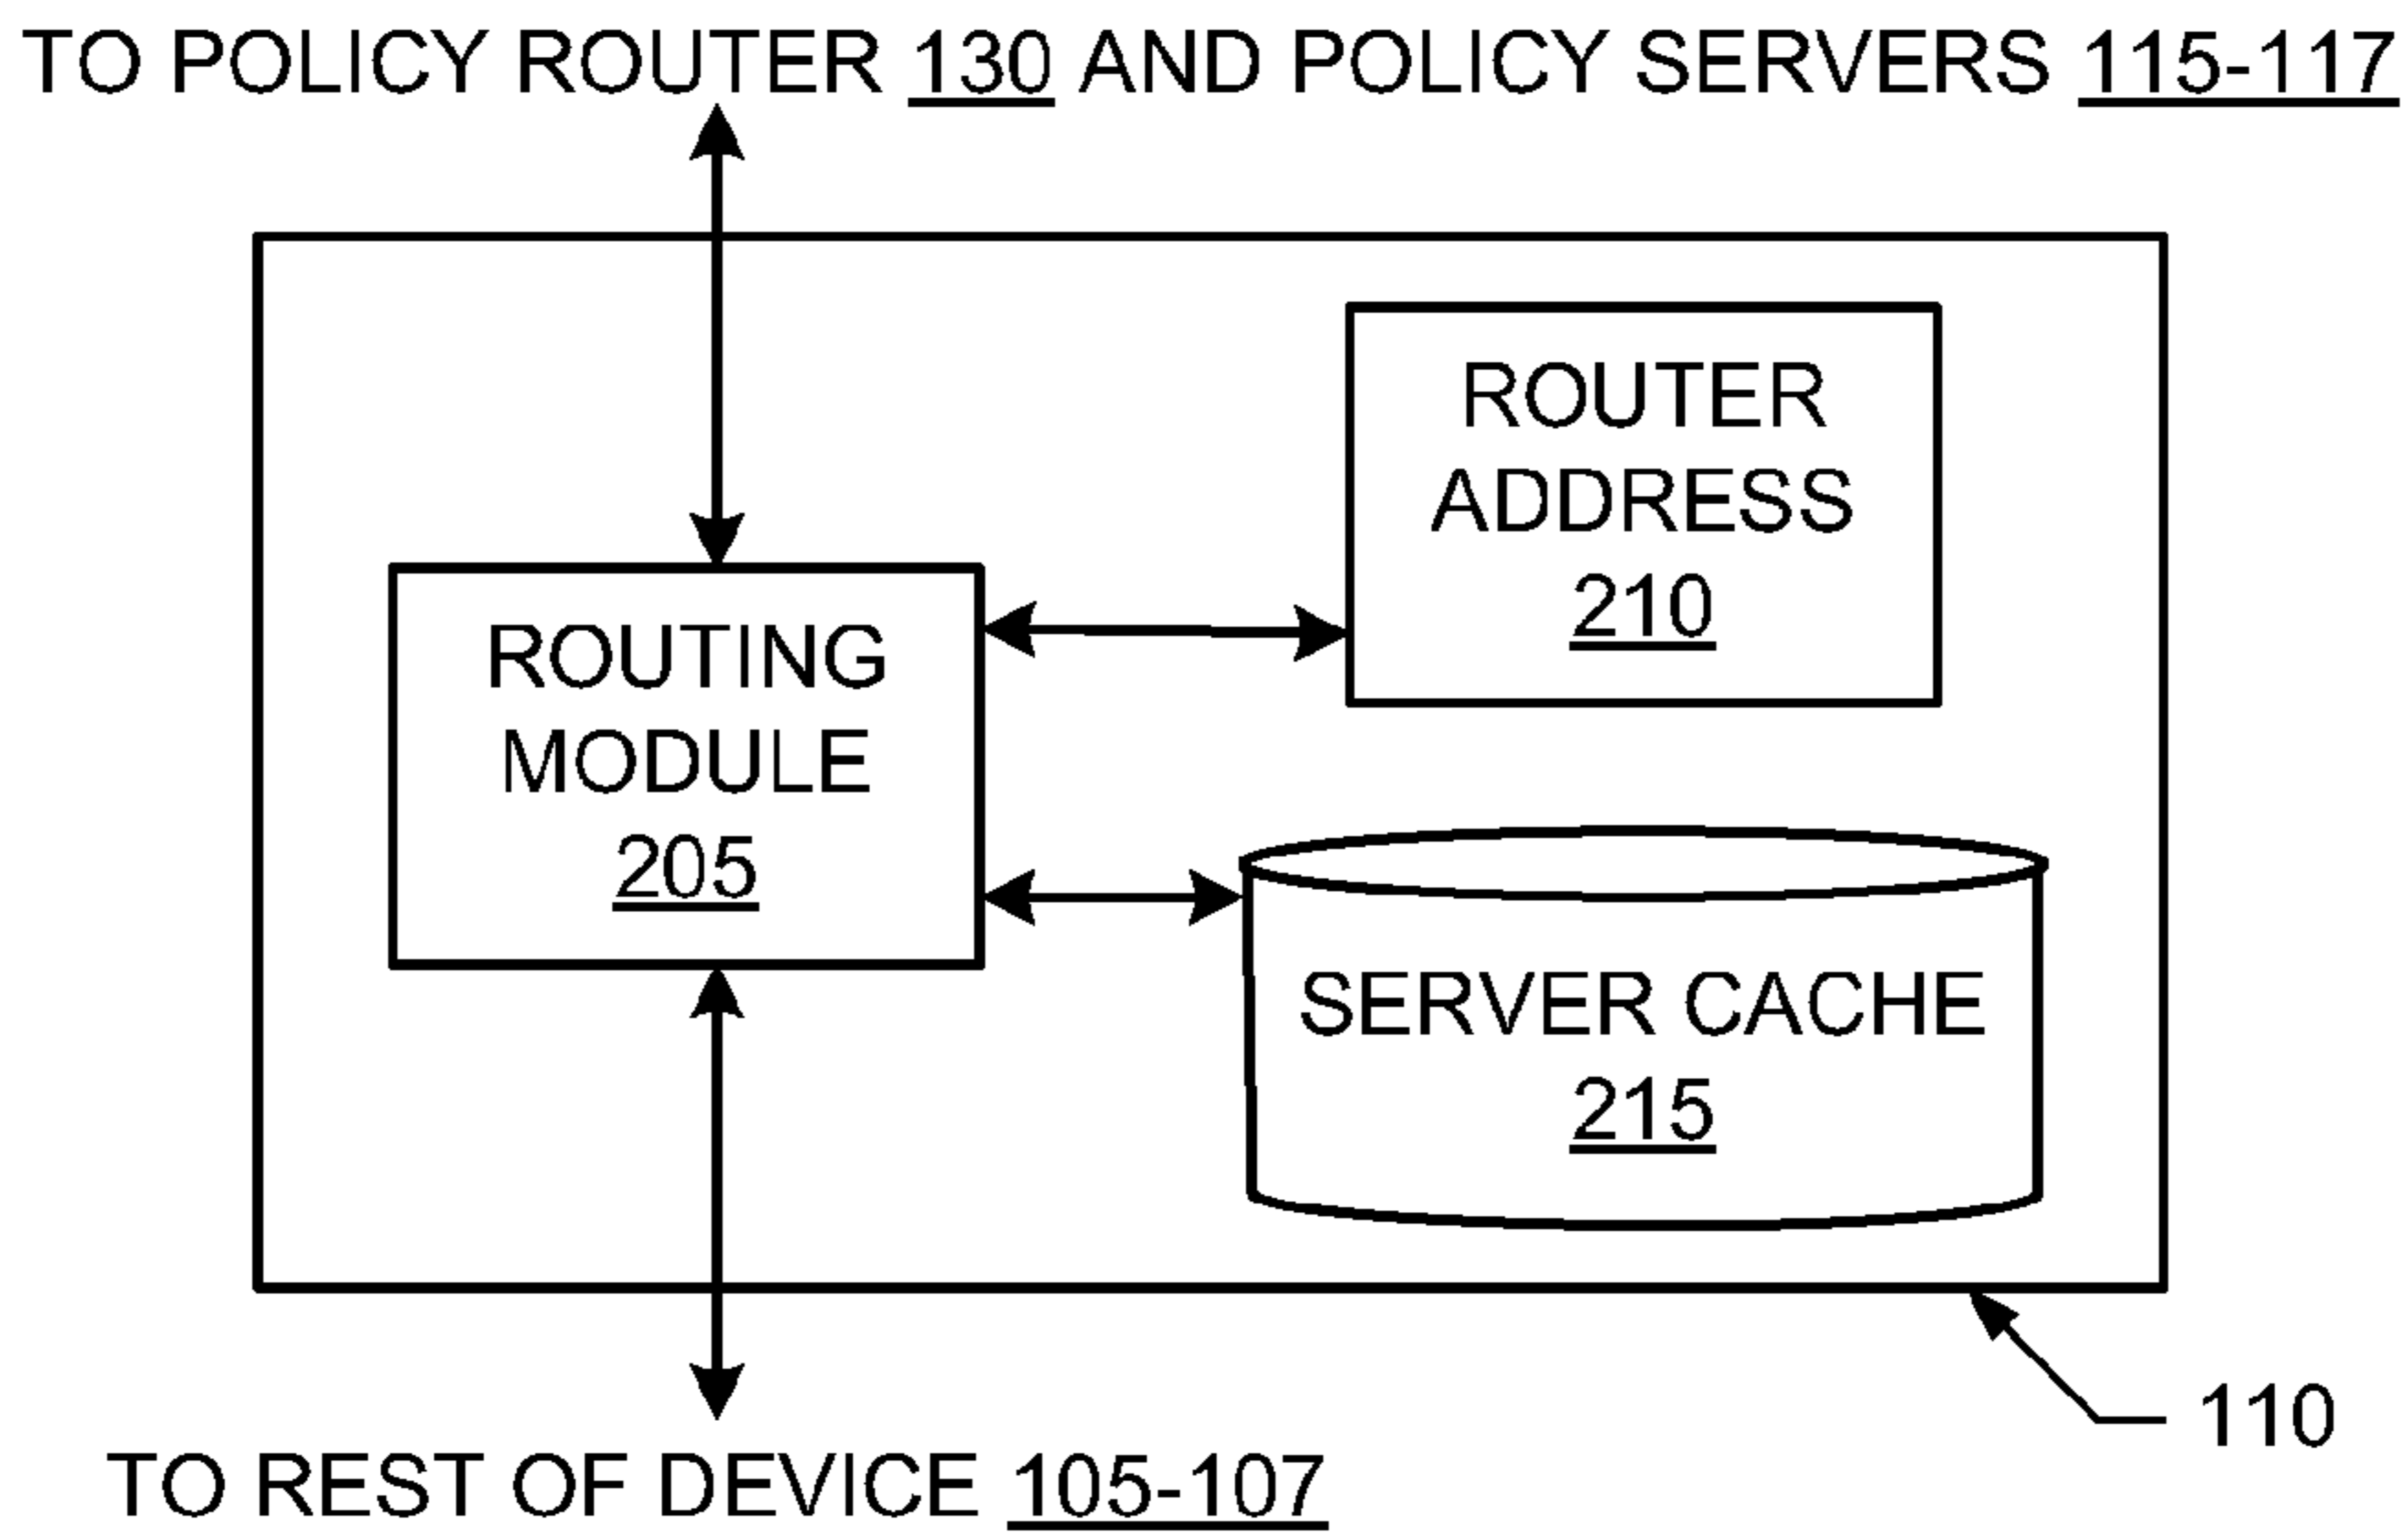 TO POLICY ROUTER 130 AND POLICY SERVERS 115-117
ROUTER
ADDRESS
210
ROUTING
MODULE
205
SERVER CACHE
215
110
TO REST OF DEVICE 105-107